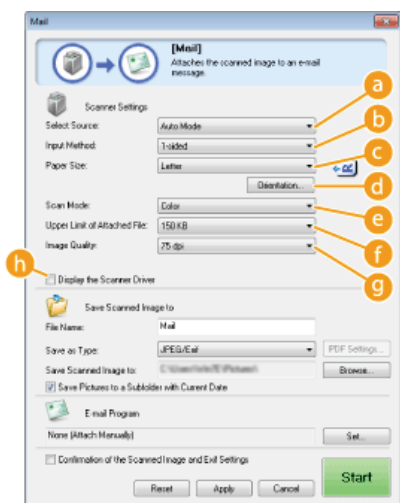 Mail
[Mail]
Attaches the scanned image to an e-mail
message.
a
Scanner Settings
Select Source: Auto Mode
b
Input Method: 1-sided
c
Paper Size: Letter
Orientation...
d
Scan Mode: Color
e
Upper Limit of Attached File: 150 KB
f
Image Quality: 75 dpi
g
h
Display the Scanner Driver
Save Scanned Image to
File Name: Mail
Save as Type: JPEG/Exif PDF Settings...
Save Scanned Image to: Browse...
Save Pictures to a Subfolder with Current Date
E-mail Program
None (Attach Manually) Set...
Confirmation of the Scanned Image and Exif Settings
Reset Apply Cancel Start